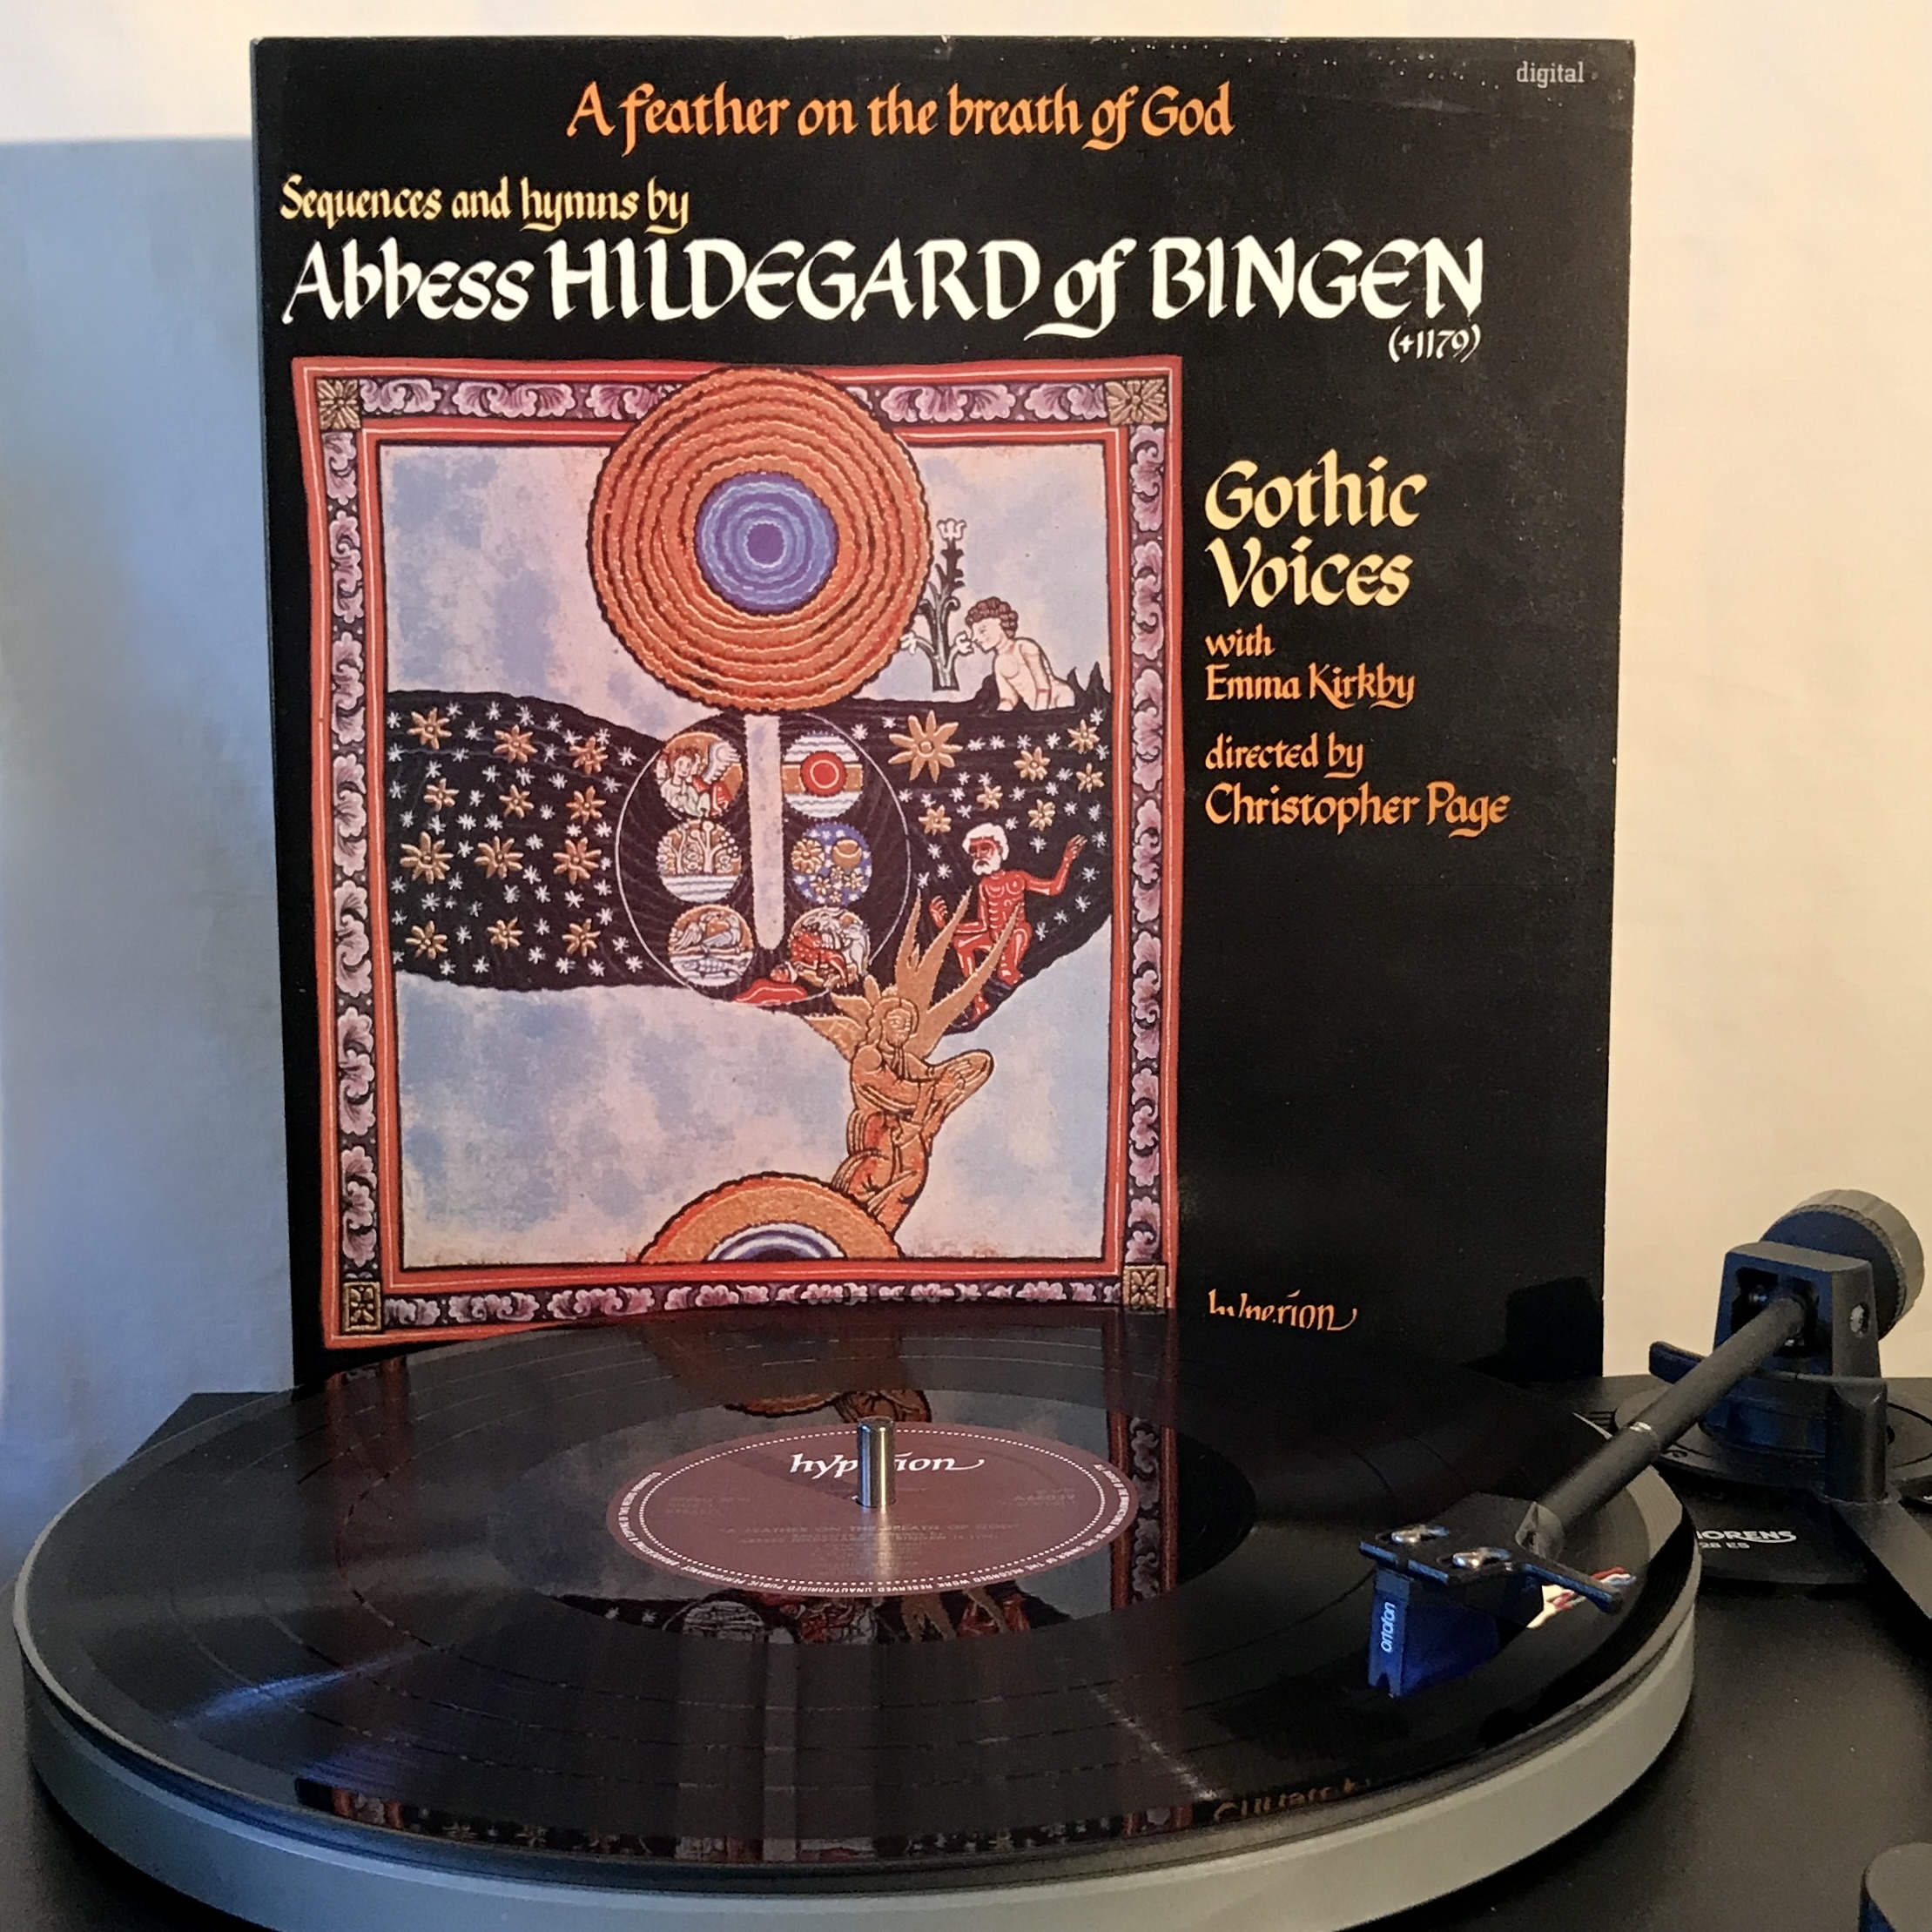 digital
A feather on the breath of God
Sequences and hymns by
Abbess HILDEGARD of BINGEN
(+1179)
Gothic
Voices
with
Emma Kirkby
directed by
Christopher Page
hyperion
"A FEATHER ON THE BREATH OF GOD"
ortofon